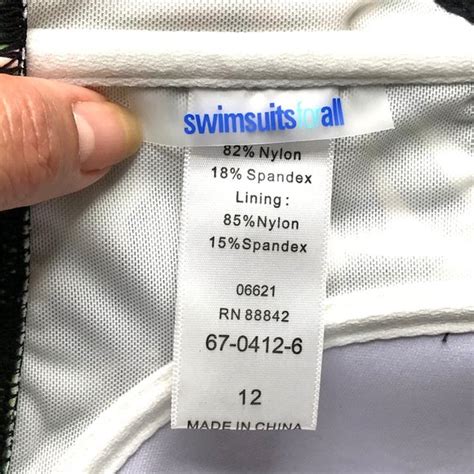 swimsuitsforall
82% Nylon
18% Spandex
Lining:
85%Nylon
15%Spandex
06621
RN 88842
67-0412-6
12
MADE IN CHINA